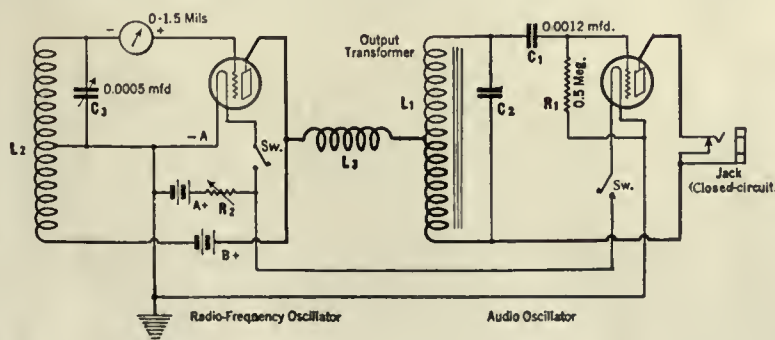 0-1.5 Mils
-
+
0.0005 mfd
C3
L2
-A
Sw.
A+
R2
B+
L3
Output
Transformer
L1
C2
0.0012 mfd.
C1
R1
0.5 Meg.
Sw.
Jack
(Closed-circuit)
Radio-Frequency Oscillator
Audio Oscillator